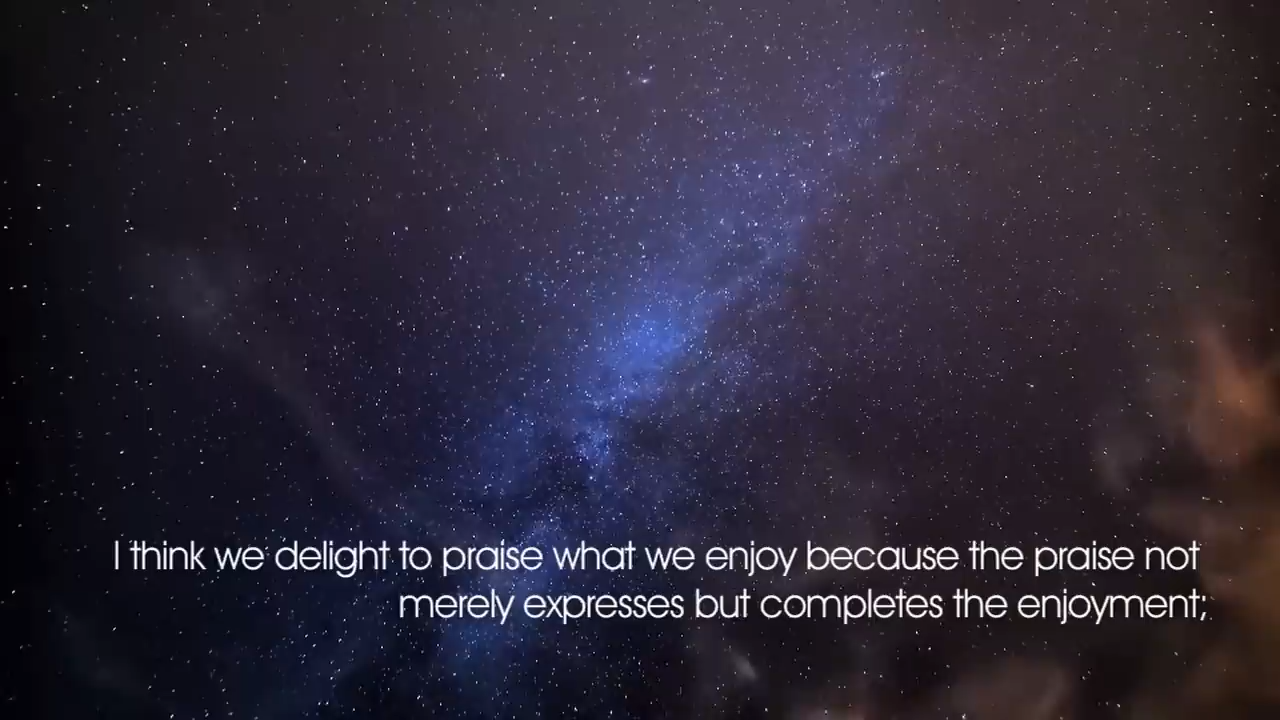 I think we delight to praise what we enjoy because the praise not
merely expresses but completes the enjoyment;